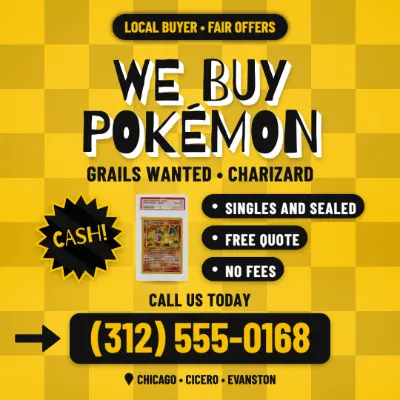 LOCAL BUYER • FAIR OFFERS
WE BUY
POKÉMON
GRAILS WANTED • CHARIZARD
CASH!
• SINGLES AND SEALED
• FREE QUOTE
• NO FEES
CALL US TODAY
(312) 555-0168
CHICAGO • CICERO • EVANSTON